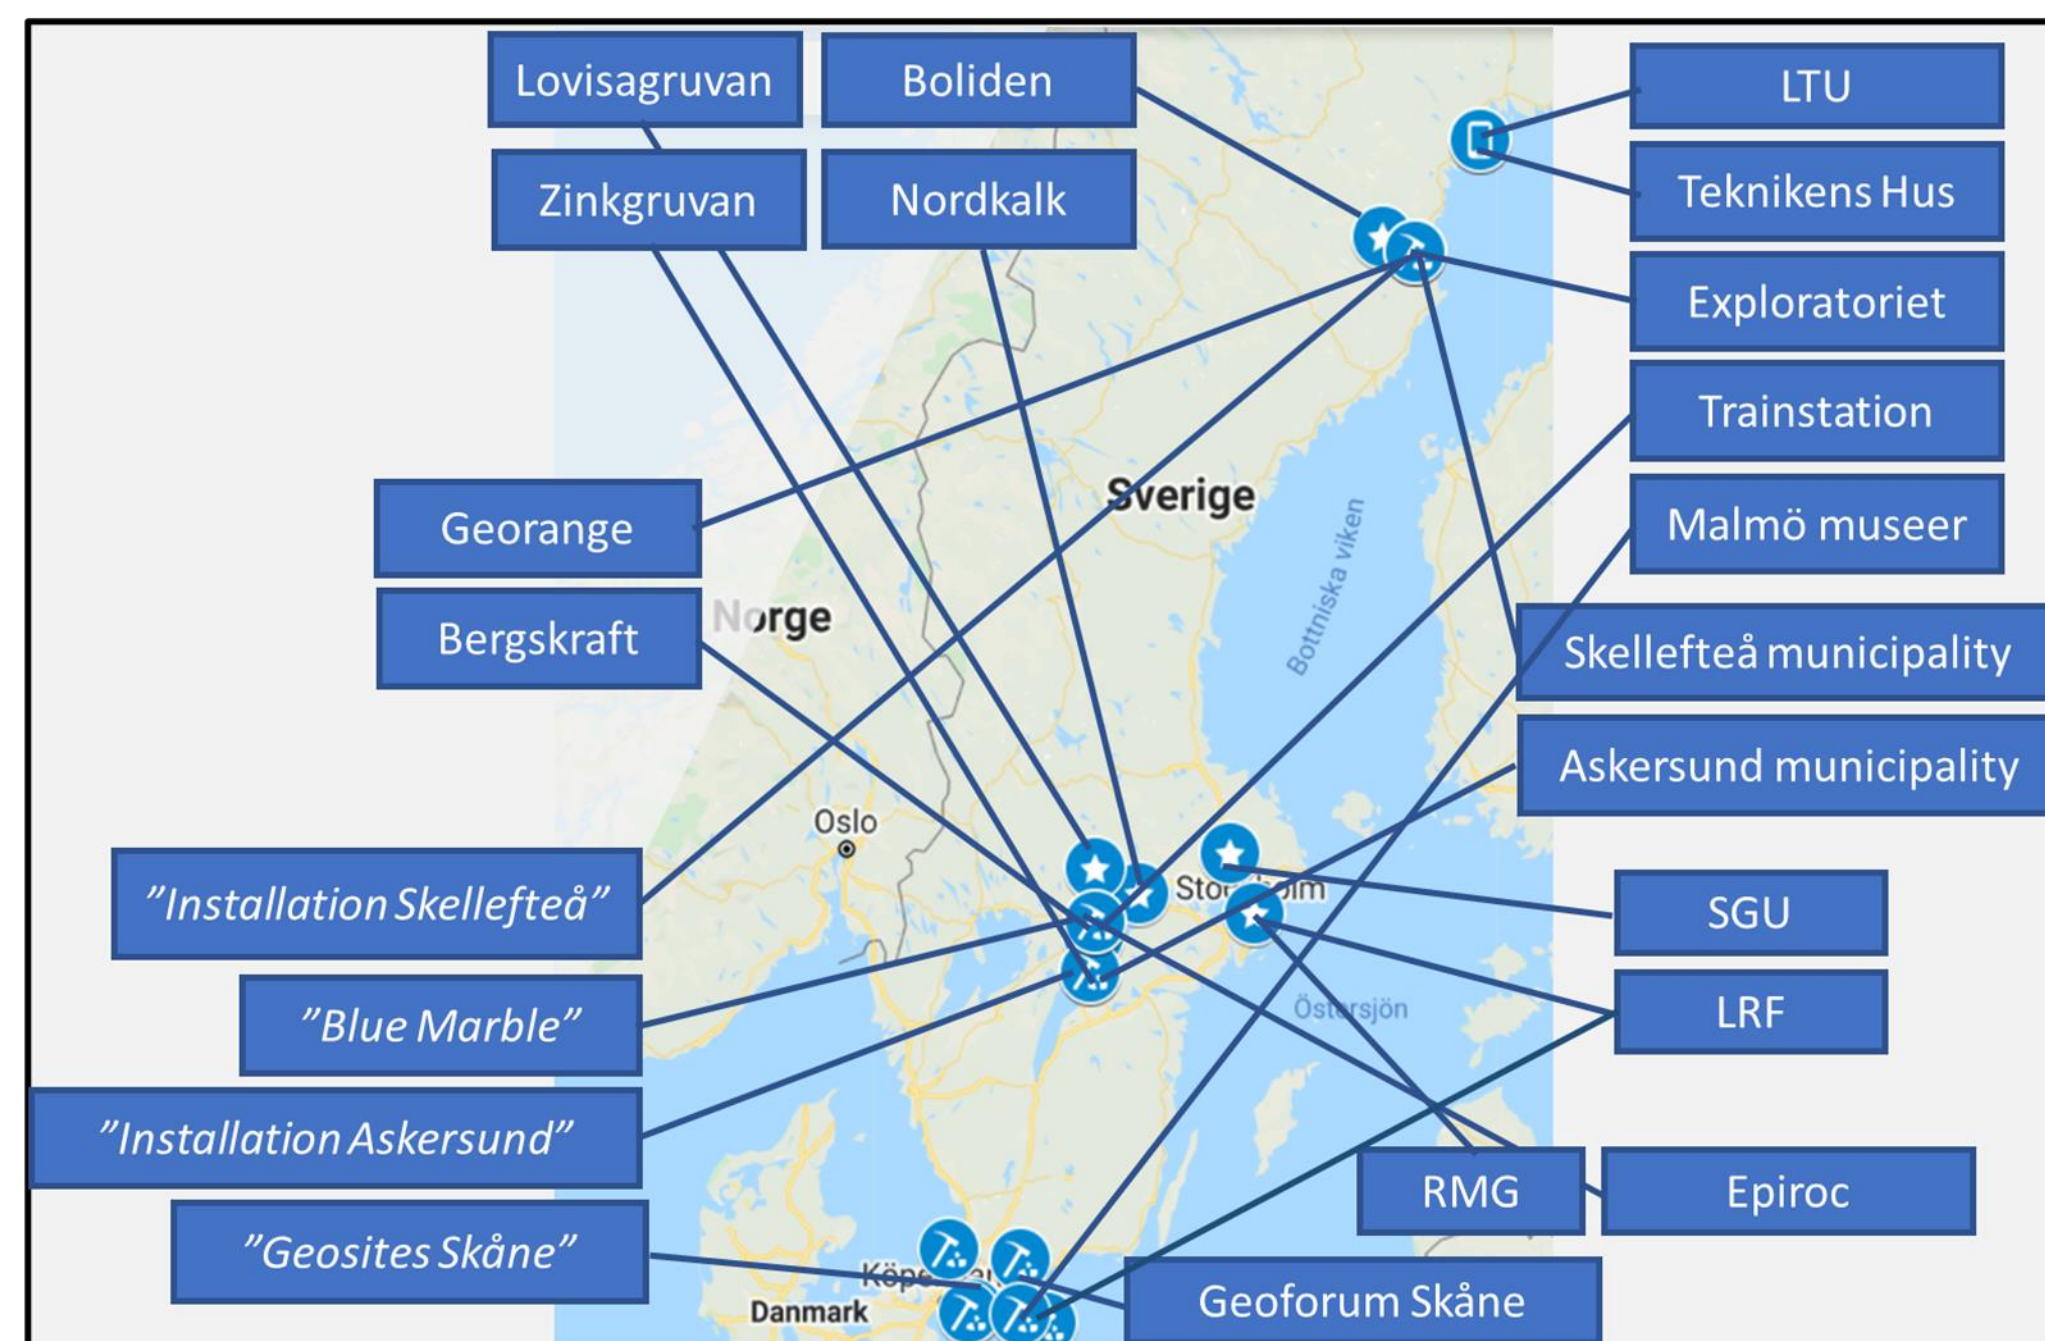 Lovisagruvan
Boliden
LTU
Zinkgruvan
Nordkalk
Teknikens Hus
Exploratoriet
Trainstation
Sverige
Georange
Malmö museer
Bottniska viken
Norge
Bergskraft
Skellefteå municipality
Askersund municipality
Oslo
"Installation Skellefteå"
SGU
"Blue Marble"
Östersjön
LRF
"Installation Askersund"
RMG
Epiroc
"Geosites Skåne"
Danmark
Geoforum Skåne